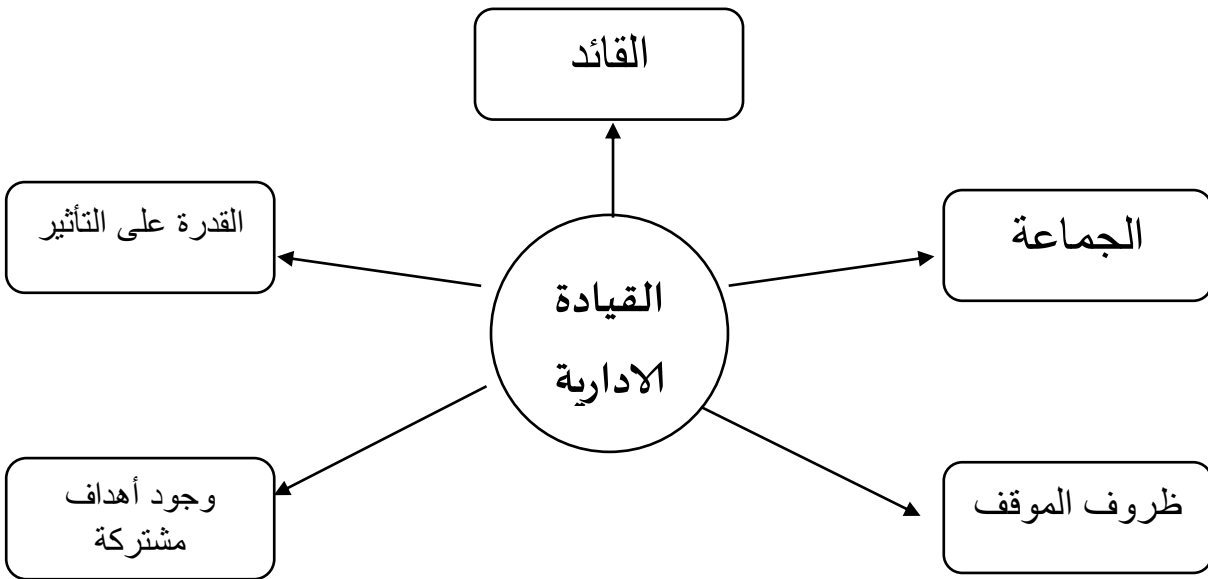 القائد
الجماعة
القدرة على التأثير
القيادة
الادارية
ظروف الموقف
وجود أهداف
مشتركة